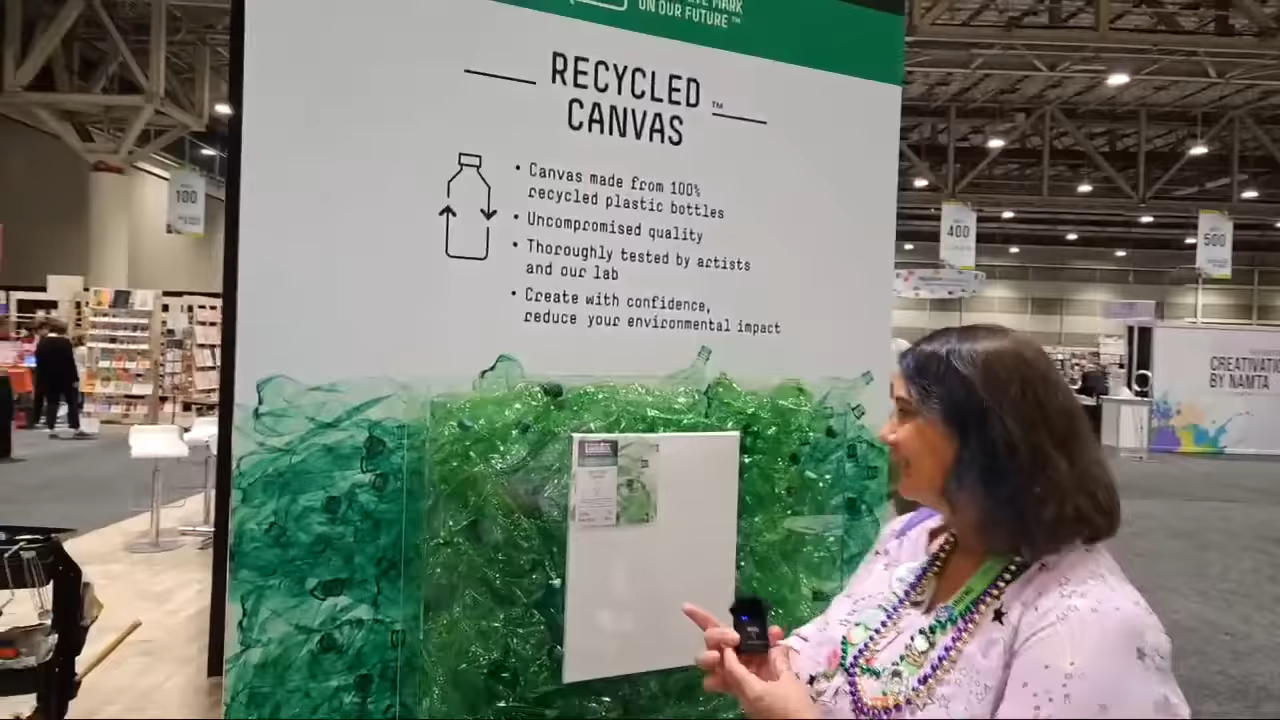 ON OUR FUTURE™
RECYCLED
CANVAS™
• Canvas made from 100%
recycled plastic bottles
• Uncompromised quality
• Thoroughly tested by artists
and our lab
• Create with confidence,
reduce your environmental impact
100
400
500
CREATIVATI
BY NAMTA